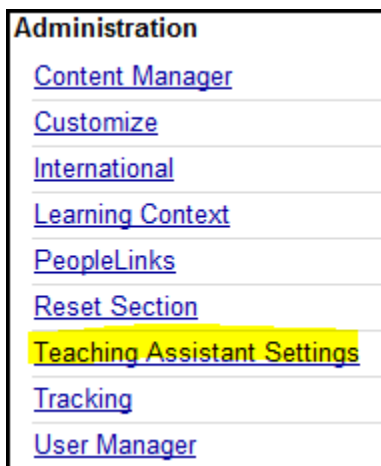 Administration
Content Manager
Customize
International
Learning Context
PeopleLinks
Reset Section
Teaching Assistant Settings
Tracking
User Manager